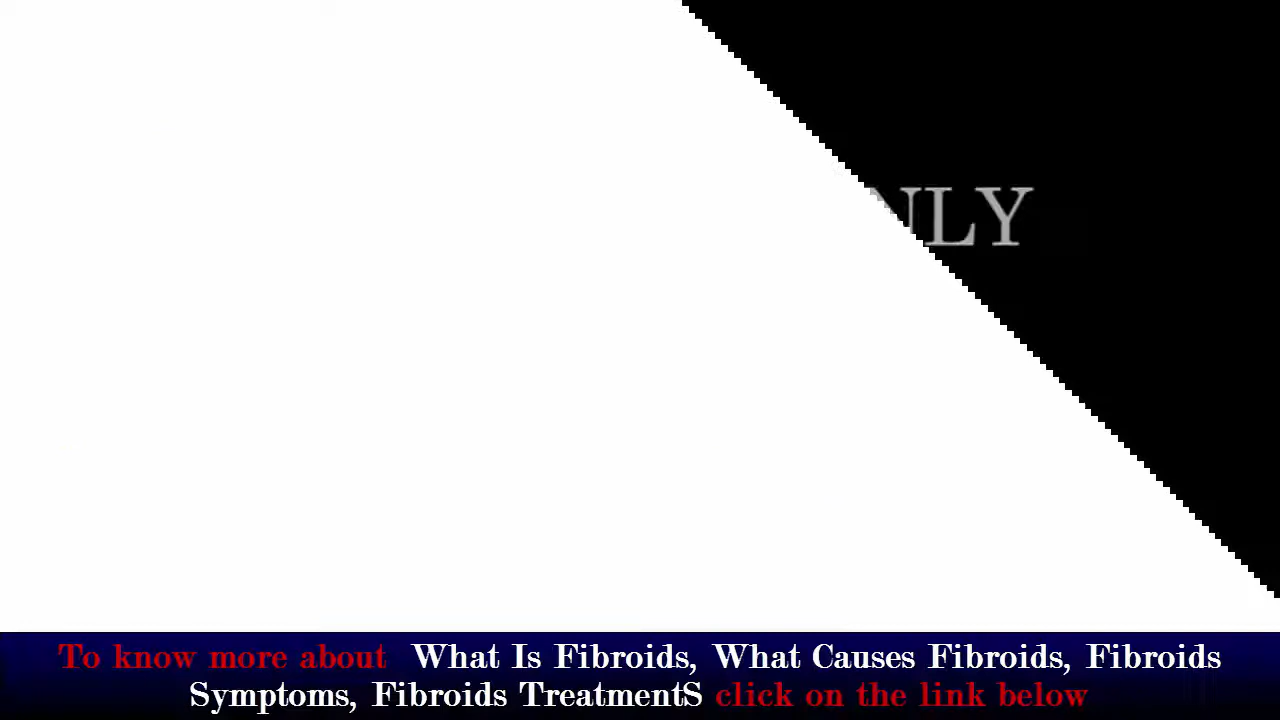 NLY
To know more about What Is Fibroids, What Causes Fibroids, Fibroids
Symptoms, Fibroids TreatmentS click on the link below